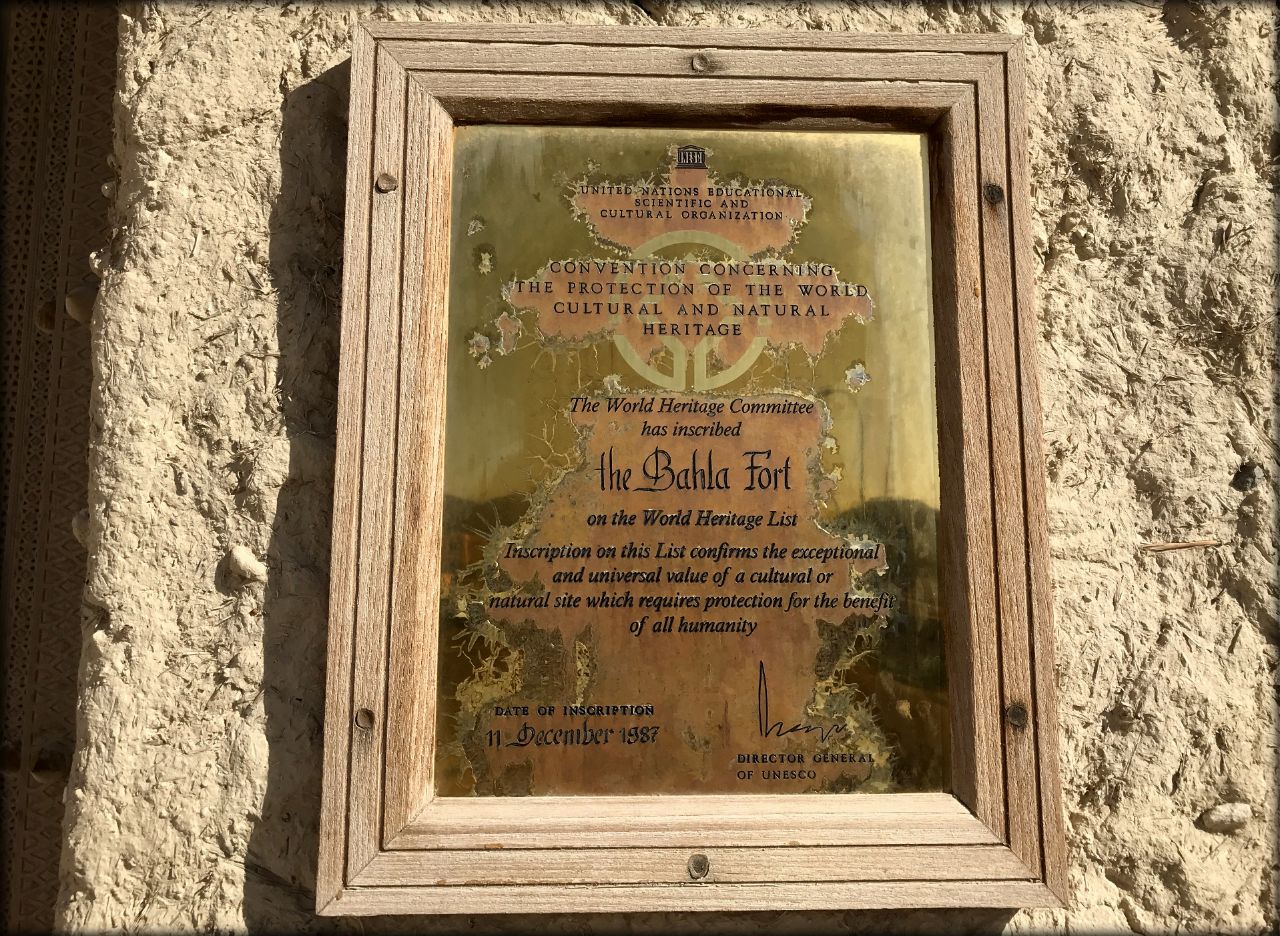 UNESCO
UNITED NATIONS EDUCATIONAL
SCIENTIFIC AND
CULTURAL ORGANIZATION
CONVENTION CONCERNING
THE PROTECTION OF THE WORLD
CULTURAL AND NATURAL
HERITAGE
The World Heritage Committee
has inscribed
the Bahla Fort
on the World Heritage List
Inscription on this List confirms the exceptional
and universal value of a cultural or
natural site which requires protection for the benefit
of all humanity
DATE OF INSCRIPTION
11 December 1987
DIRECTOR GENERAL
OF UNESCO